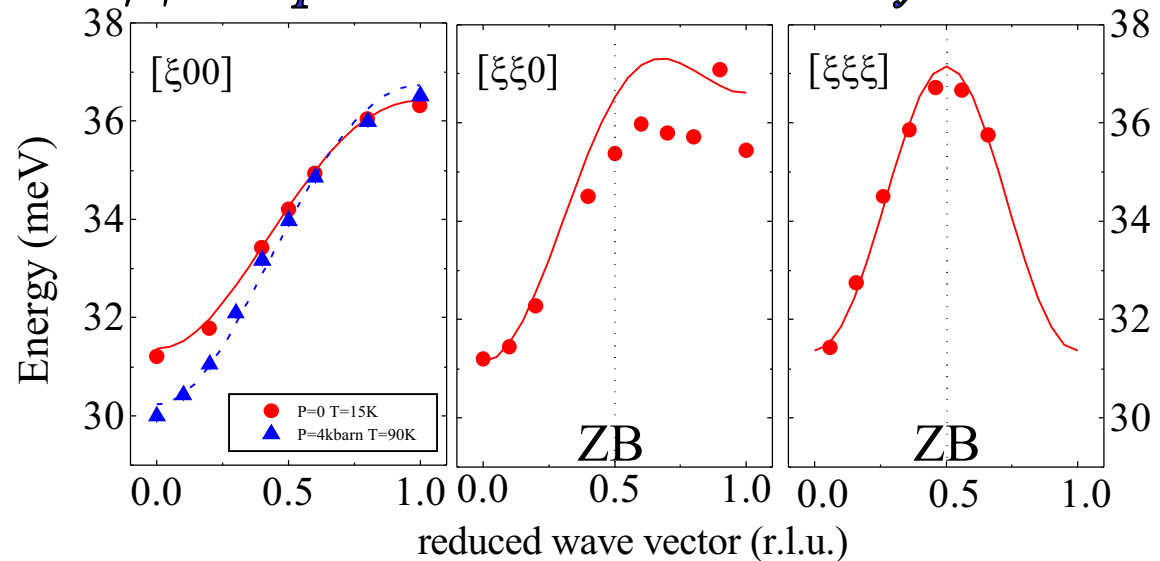 38
36
34
32
30
Energy (meV)
[ξ00]
P=0 T=15K
P=4kbarn T=90K
0.0 0.5 1.0
[ξξ0]
ZB
0.0 0.5 1.0
[ξξξ]
ZB
0.0 0.5 1.0
38
36
34
32
30
reduced wave vector (r.l.u.)